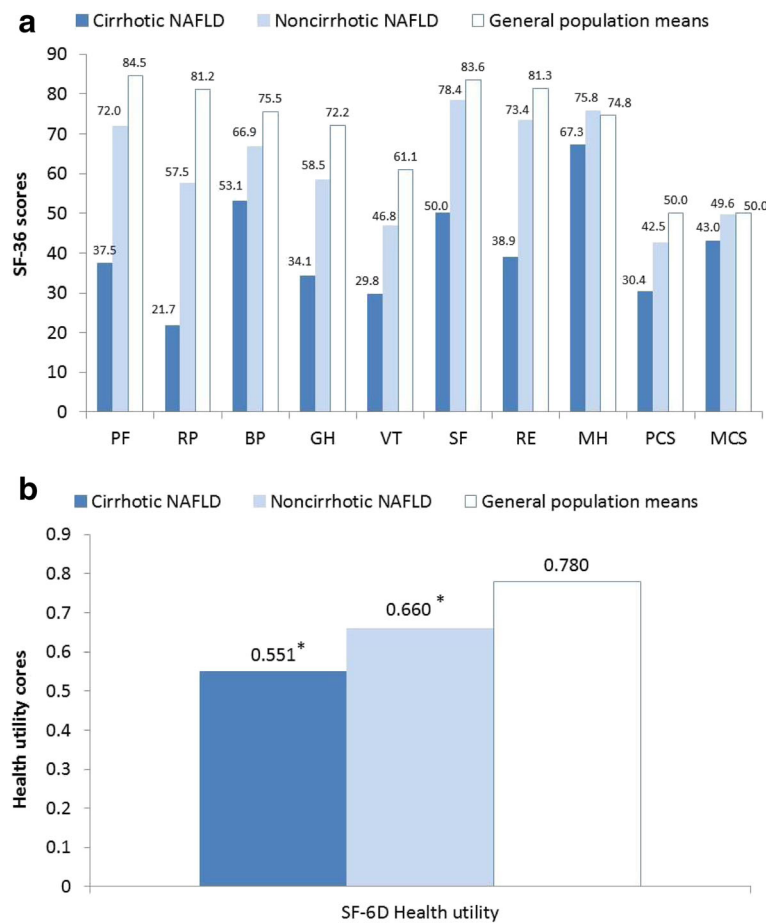 a
Cirrhotic NAFLD Noncirrhotic NAFLD General population means
SF-36 scores
90
80
70
60
50
40
30
20
10
0
37.5 72.0 84.5
21.7 57.5 81.2
53.1 66.9 75.5
34.1 58.5 72.2
29.8 46.8 61.1
50.0 78.4 83.6
38.9 73.4 81.3
67.3 75.8 74.8
30.4 42.5 50.0
43.0 49.6 50.0
PF RP BP GH VT SF RE MH PCS MCS
b
Cirrhotic NAFLD Noncirrhotic NAFLD General population means
Health utility cores
0.9
0.8
0.7
0.6
0.5
0.4
0.3
0.2
0.1
0
0.551* 0.660 * 0.780
SF-6D Health utility